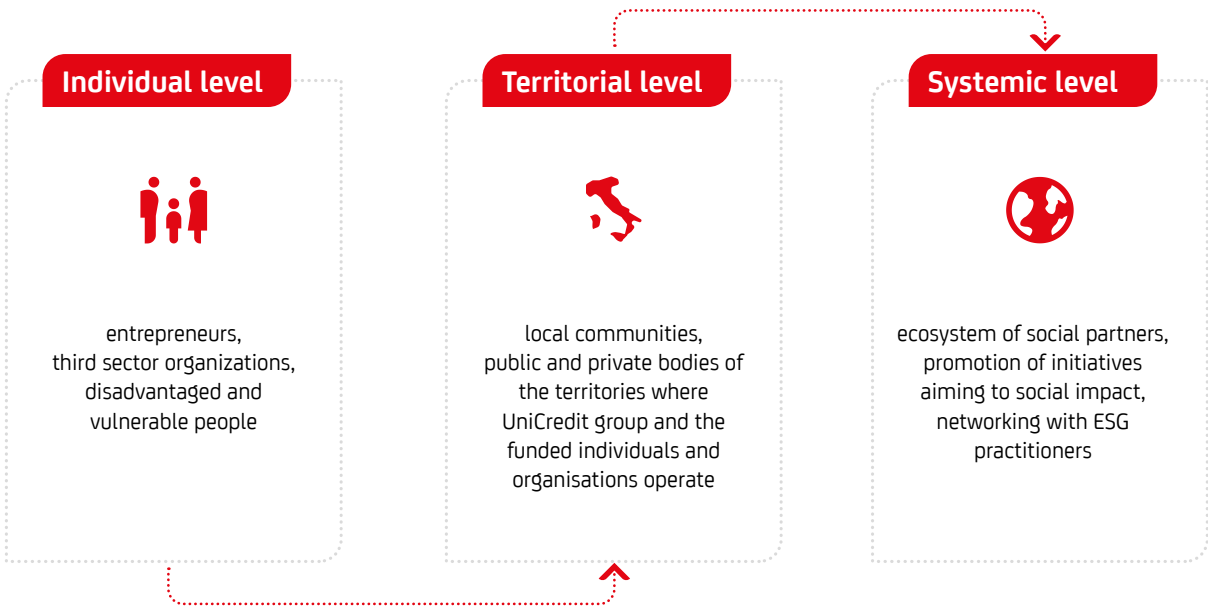 Individual level
entrepreneurs,
third sector organizations,
disadvantaged and
vulnerable people
Territorial level
local communities,
public and private bodies of
the territories where
UniCredit group and the
funded individuals and
organisations operate
Systemic level
ecosystem of social partners,
promotion of initiatives
aiming to social impact,
networking with ESG
practitioners